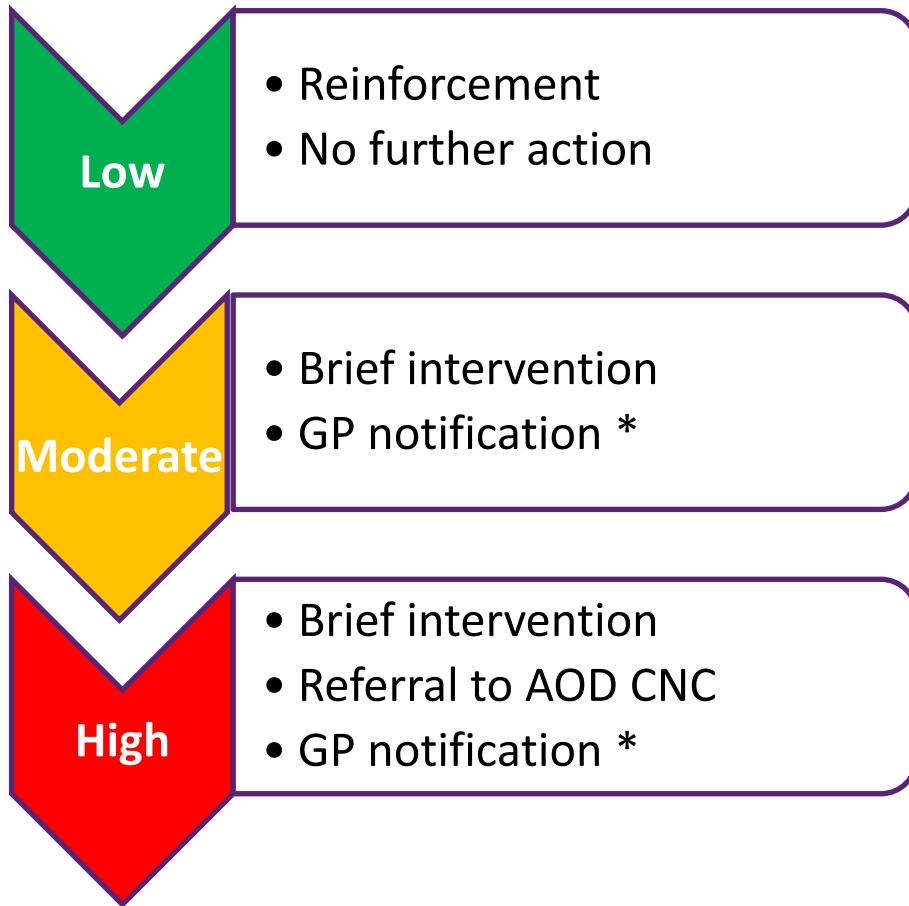 Low
• Reinforcement
• No further action
Moderate
• Brief intervention
• GP notification *
High
• Brief intervention
• Referral to AOD CNC
• GP notification *